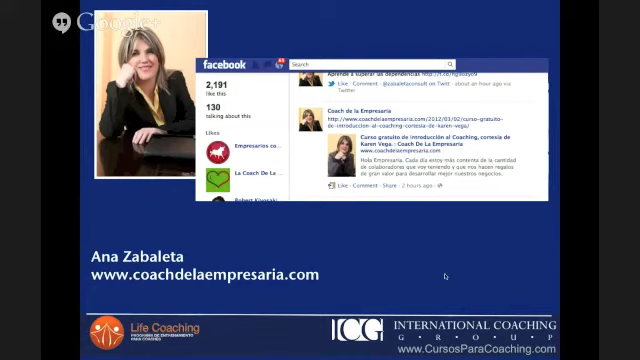 Google+
facebook
Search
2,191
like this
130
talking about this
Likes
Empresarios co...
La Coach De La ...
Robert Kiyosaki
Aprende a superar las dependencias
Like · Comment · @zabaletaconsult on Twitter · about an hour ago via
Twitter
Coach de la Empresaria
http://www.coachdelaempresaria.com/2012/03/02/curso-gratuito-
de-introduccion-al-coaching-cortesia-de-karen-vega/
Curso gratuito de introducción al Coaching, cortesía de
Karen Vega. : Coach De La Empresaria
www.coachdelaempresaria.com
Hola Empresaria. Cada día estoy más contenta de la cantidad
de colaboradores que voy teniendo y que nos hacen regalos
de gran valor para desarrollar mejor nuestros negocios.
Like · Comment · Share · 2 hours ago
Ana Zabaleta
www.coachdelaempresaria.com
Life Coaching
PROGRAMA DE ENTRENAMIENTO
PARA COACHES
ICG
INTERNATIONAL COACHING
G · R · O · U · P
www.CursosParaCoaching.com